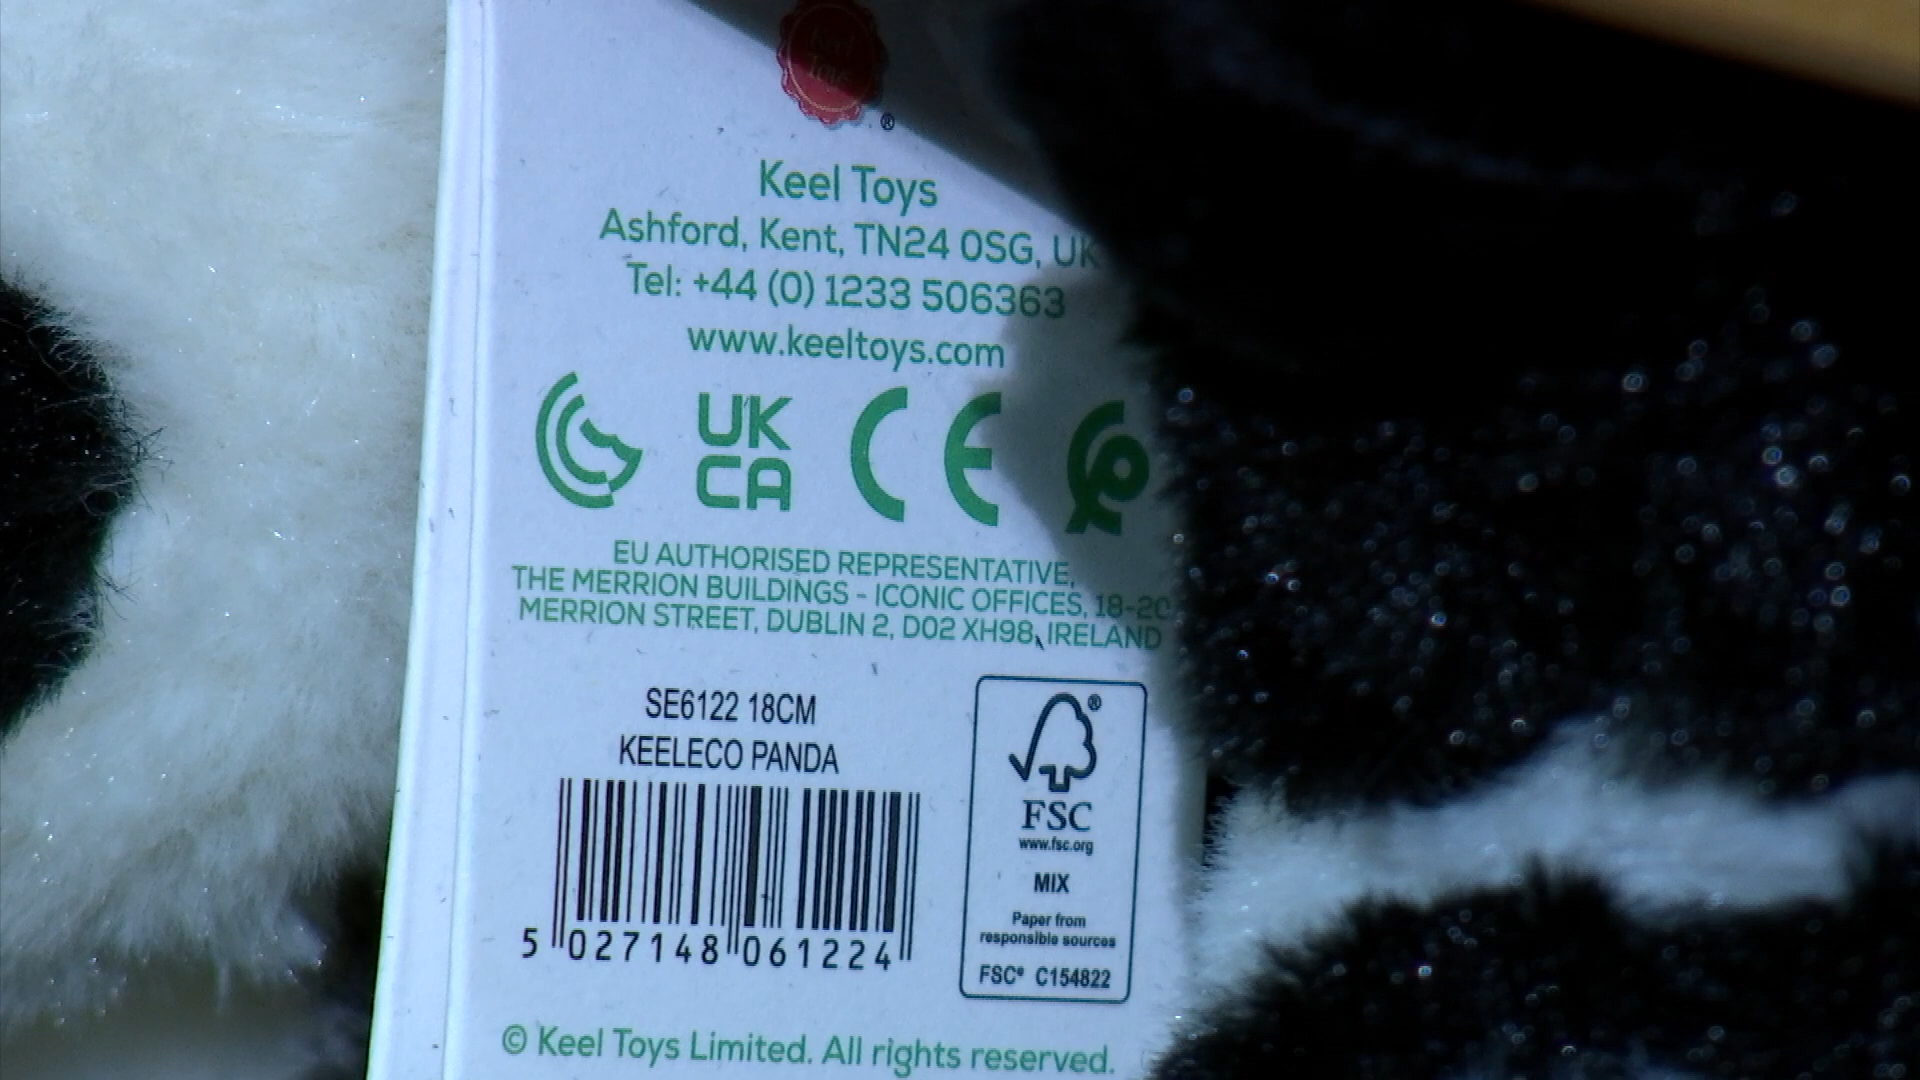 Keel
Toys
®
Keel Toys
Ashford, Kent, TN24 0SG, UK
Tel: +44 (0) 1233 506363
www.keeltoys.com
UK
CA
CE
EU AUTHORISED REPRESENTATIVE,
THE MERRION BUILDINGS - ICONIC OFFICES, 18-20
MERRION STREET, DUBLIN 2, D02 XH98, IRELAND
SE6122 18CM
KEELECO PANDA
5 027148 061224
®
FSC
www.fsc.org
MIX
Paper from
responsible sources
FSC® C154822
© Keel Toys Limited. All rights reserved.